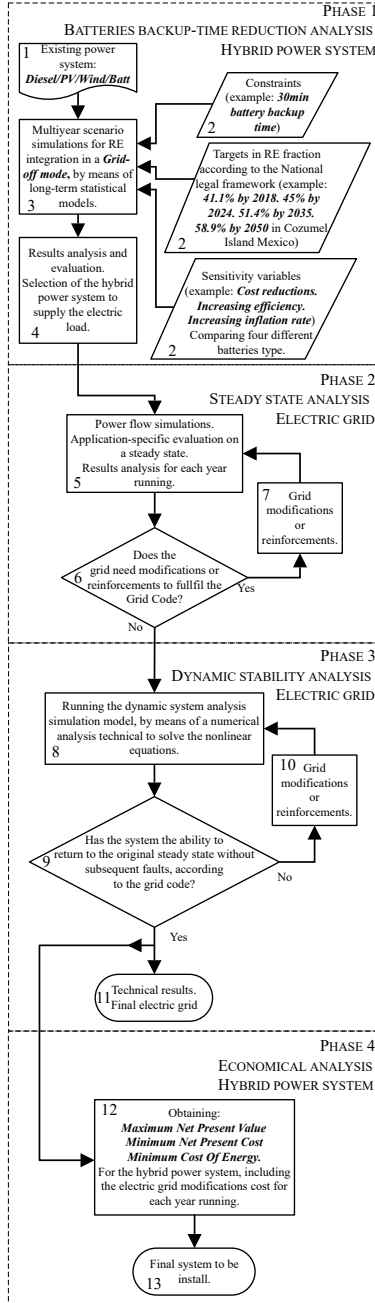 PHASE 1
BATTERIES BACKUP-TIME REDUCTION ANALYSIS
HYBRID POWER SYSTEM
1
Existing power
system:
Diesel/PV/Wind/Batt
Constraints
(example: 30min
battery backup
time)
2
Multiyear scenario
simulations for RE
integration in a Grid-
off mode, by means of
long-term statistical
models.
3
Targets in RE fraction
according to the National
legal framework (example:
41.1% by 2018. 45% by
2024. 51.4% by 2035.
58.9% by 2050 in Cozumel
Island Mexico)
2
Results analysis and
evaluation.
Selection of the hybrid
power system to
supply the electric
load.
4
Sensitivity variables
(example: Cost reductions.
Increasing efficiency.
Increasing inflation rate)
Comparing four different
batteries type.
2
PHASE 2
STEADY STATE ANALYSIS
ELECTRIC GRID
Power flow simulations.
Application-specific evaluation on
a steady state.
Results analysis for each year
running.
5
7 Grid
modifications
or
reinforcements.
Does the
grid need modifications or
reinforcements to fullfil the
Grid Code?
6
Yes
No
PHASE 3
DYNAMIC STABILITY ANALYSIS
ELECTRIC GRID
Running the dynamic system analysis
simulation model, by means of a numerical
analysis technical to solve the nonlinear
equations.
8
10 Grid
modifications
or
reinforcements.
Has the system the ability to
return to the original steady state without
subsequent faults, according
to the grid code?
9
No
Yes
11 Technical results.
Final electric grid
PHASE 4
ECONOMICAL ANALYSIS
HYBRID POWER SYSTEM
12
Obtaining:
Maximum Net Present Value
Minimum Net Present Cost
Minimum Cost Of Energy.
For the hybrid power system, including
the electric grid modifications cost for
each year running.
Final system to be
install.
13